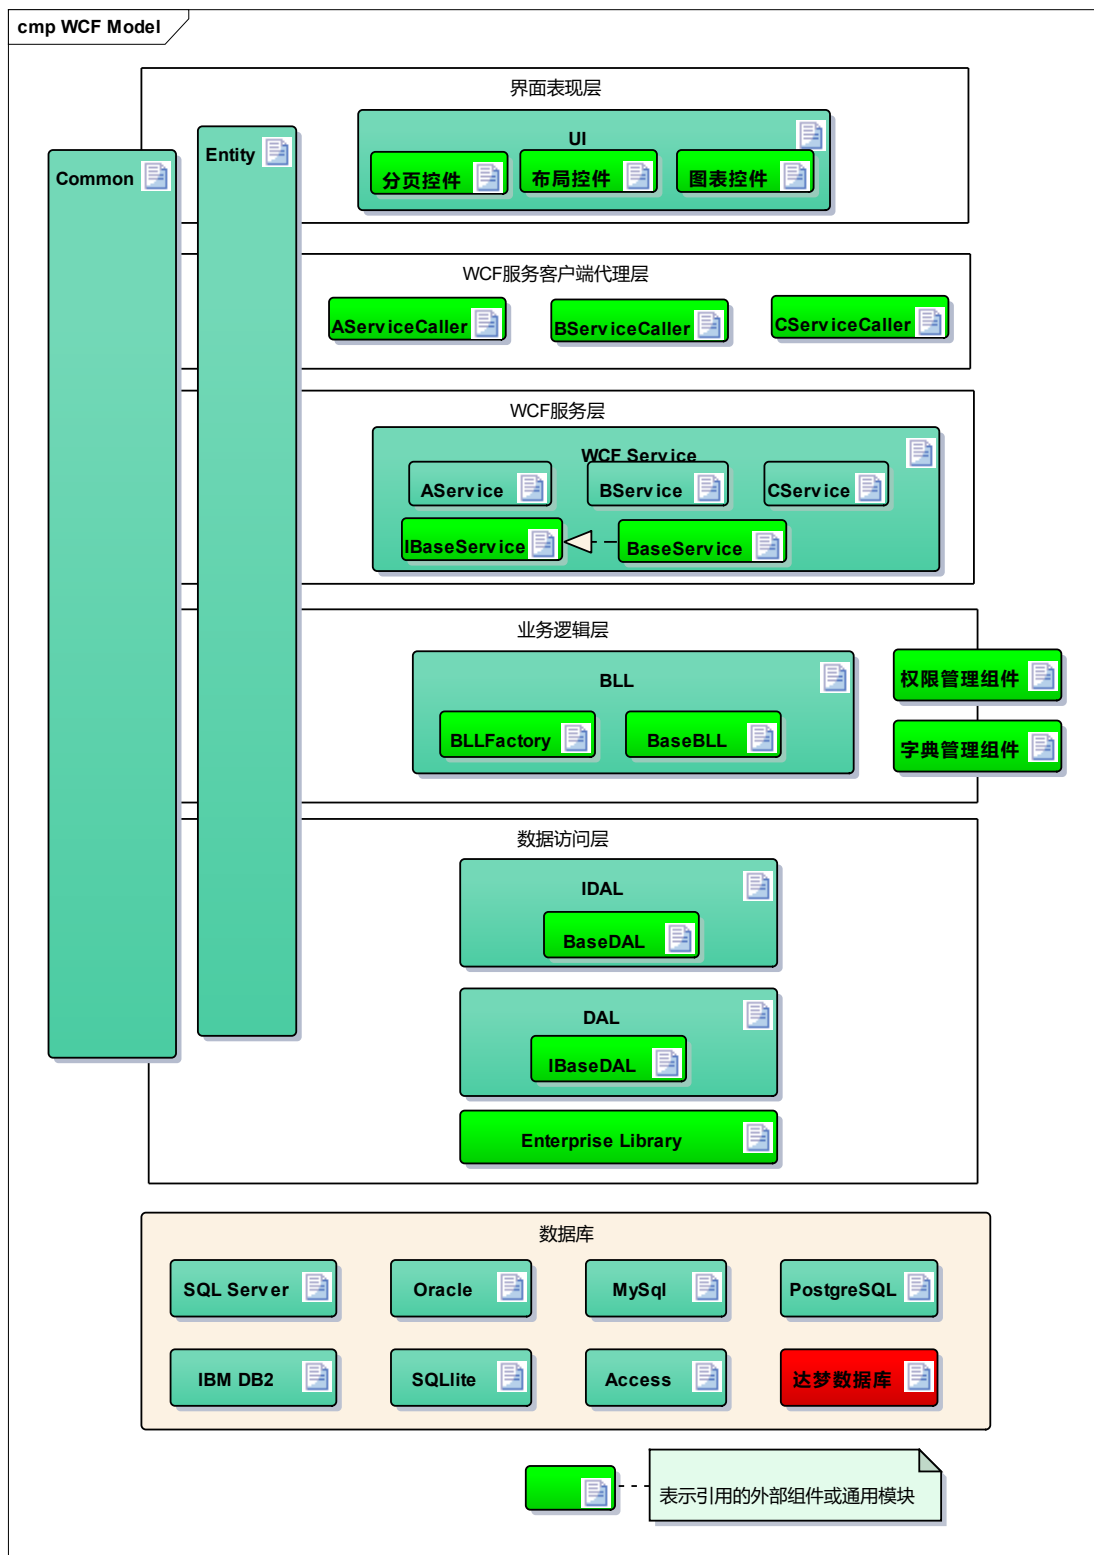 cmp WCF Model
界面表现层
UI
分页控件
布局控件
图表控件
Entity
Common
WCF服务客户端代理层
AServiceCaller
BServiceCaller
CServiceCaller
WCF服务层
WCF Service
AService
BService
CService
IBaseService
BaseService
业务逻辑层
BLL
BLLFactory
BaseBLL
权限管理组件
字典管理组件
数据访问层
IDAL
BaseDAL
DAL
IBaseDAL
Enterprise Library
数据库
SQL Server
Oracle
MySql
PostgreSQL
IBM DB2
SQLlite
Access
达梦数据库
表示引用的外部组件或通用模块